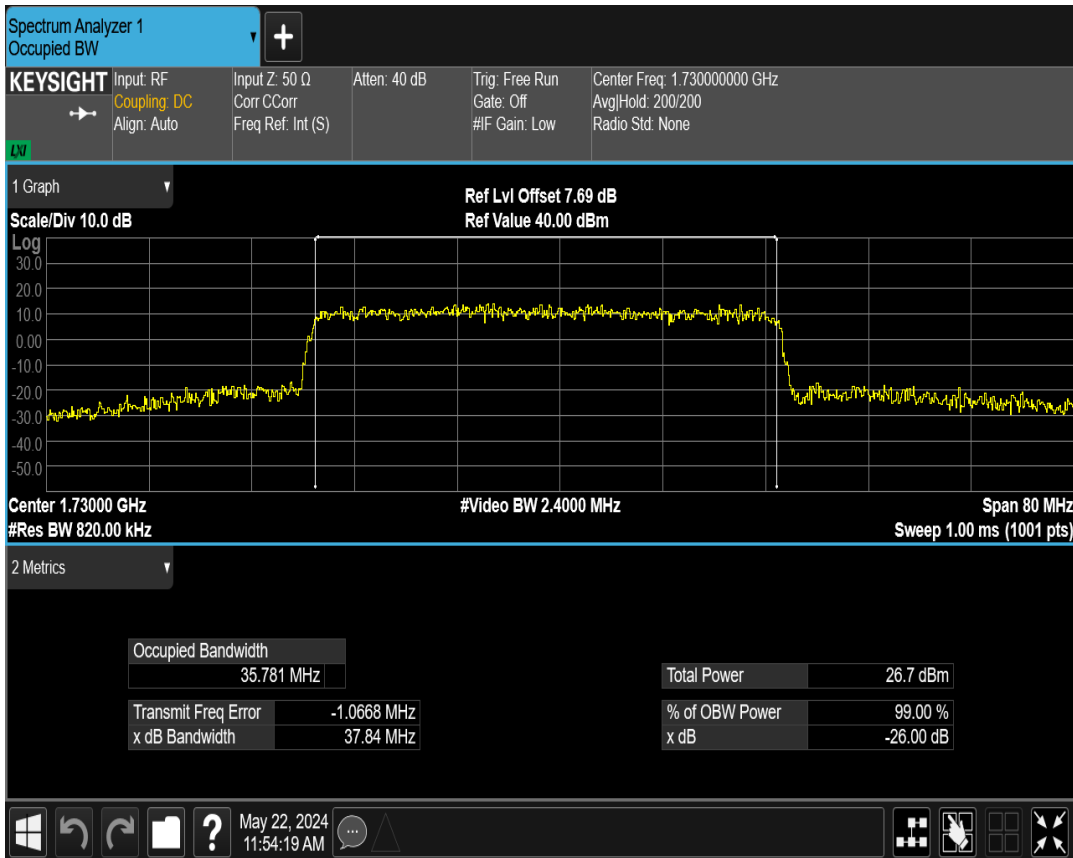 Spectrum Analyzer 1
Occupied BW
+
KEYSIGHT
LXI
Input: RF
Coupling: DC
Align: Auto
Input Z: 50 Ω
Corr CCorr
Freq Ref: Int (S)
Atten: 40 dB
Trig: Free Run
Gate: Off
#IF Gain: Low
Center Freq: 1.730000000 GHz
Avg|Hold: 200/200
Radio Std: None
1 Graph
Scale/Div 10.0 dB
Ref Lvl Offset 7.69 dB
Ref Value 40.00 dBm
Log
30.0
20.0
10.0
0.00
-10.0
-20.0
-30.0
-40.0
-50.0
Center 1.73000 GHz
#Video BW 2.4000 MHz
Span 80 MHz
#Res BW 820.00 kHz
Sweep 1.00 ms (1001 pts)
2 Metrics
Occupied Bandwidth
35.781 MHz
Total Power 26.7 dBm
Transmit Freq Error -1.0668 MHz
% of OBW Power 99.00 %
x dB Bandwidth 37.84 MHz
x dB -26.00 dB
?
May 22, 2024
11:54:19 AM